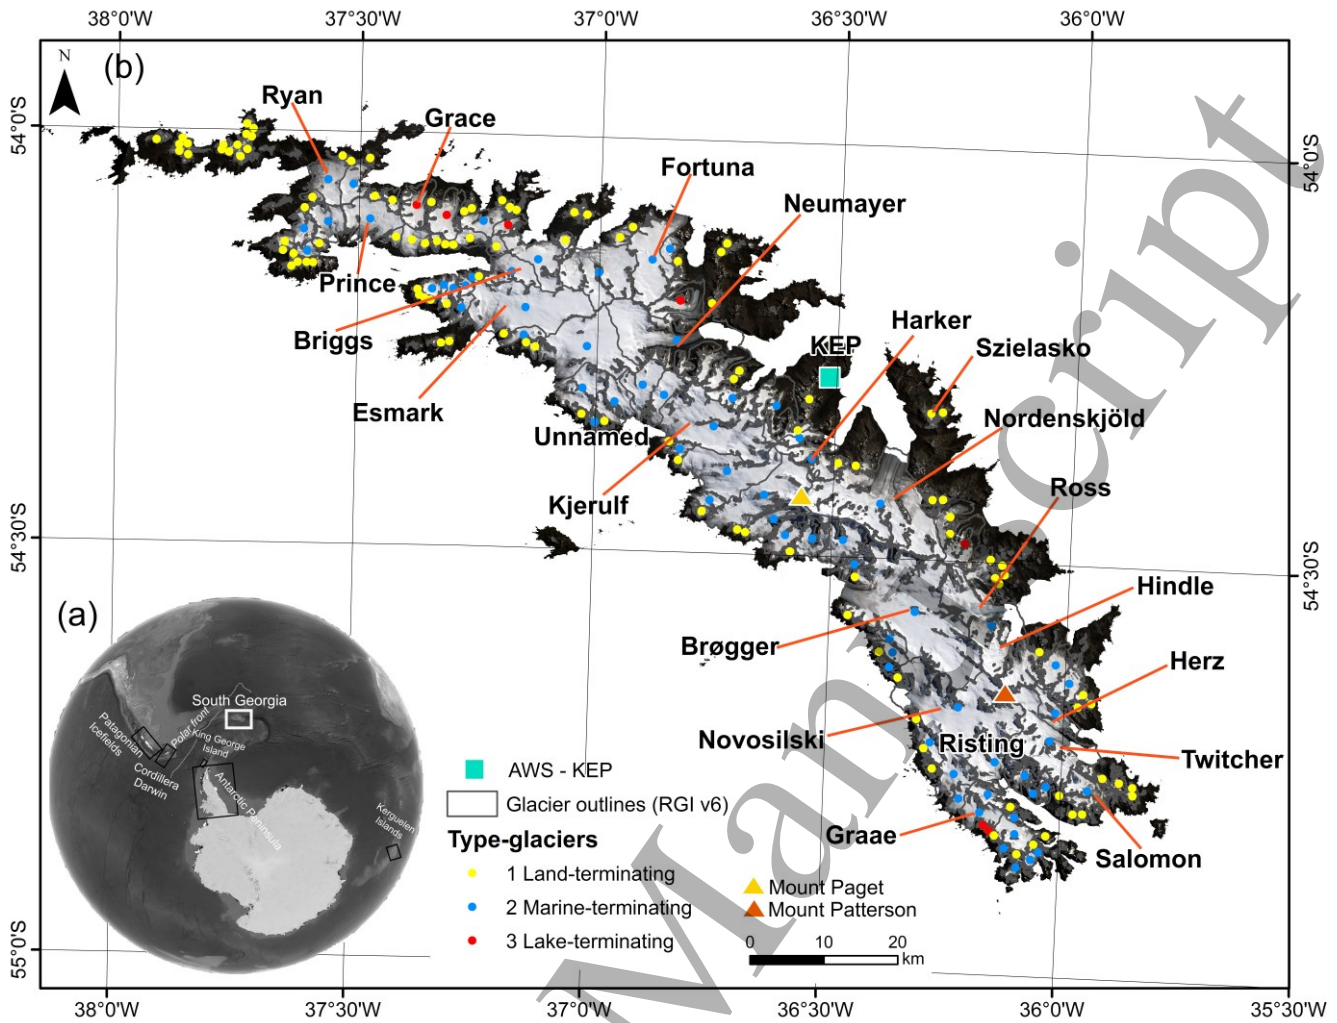 38°0'W 37°30'W 37°0'W 36°30'W 36°0'W
N
(b)
54°0'S
54°0'S
Ryan
Grace
Fortuna
Neumayer
Prince
Briggs
Harker
KEP
Szielasko
Esmark
Nordenskjöld
Unnamed
Kjerulf
Ross
54°30'S
54°30'S
Hindle
(a)
Brøgger
Herz
South Georgia
Polar front
Patagonian
Icefields
King George
Island
Cordillera
Darwin
Antarctic Peninsula
Kerguelen
Islands
Novosilski
Risting
Twitcher
AWS - KEP
Glacier outlines (RGI v6)
Type-glaciers
Graae
Salomon
1 Land-terminating
2 Marine-terminating
3 Lake-terminating
Mount Paget
Mount Patterson
0 10 20
km
55°0'S
38°0'W 37°30'W 37°0'W 36°30'W 36°0'W 35°30'W
Manuscript